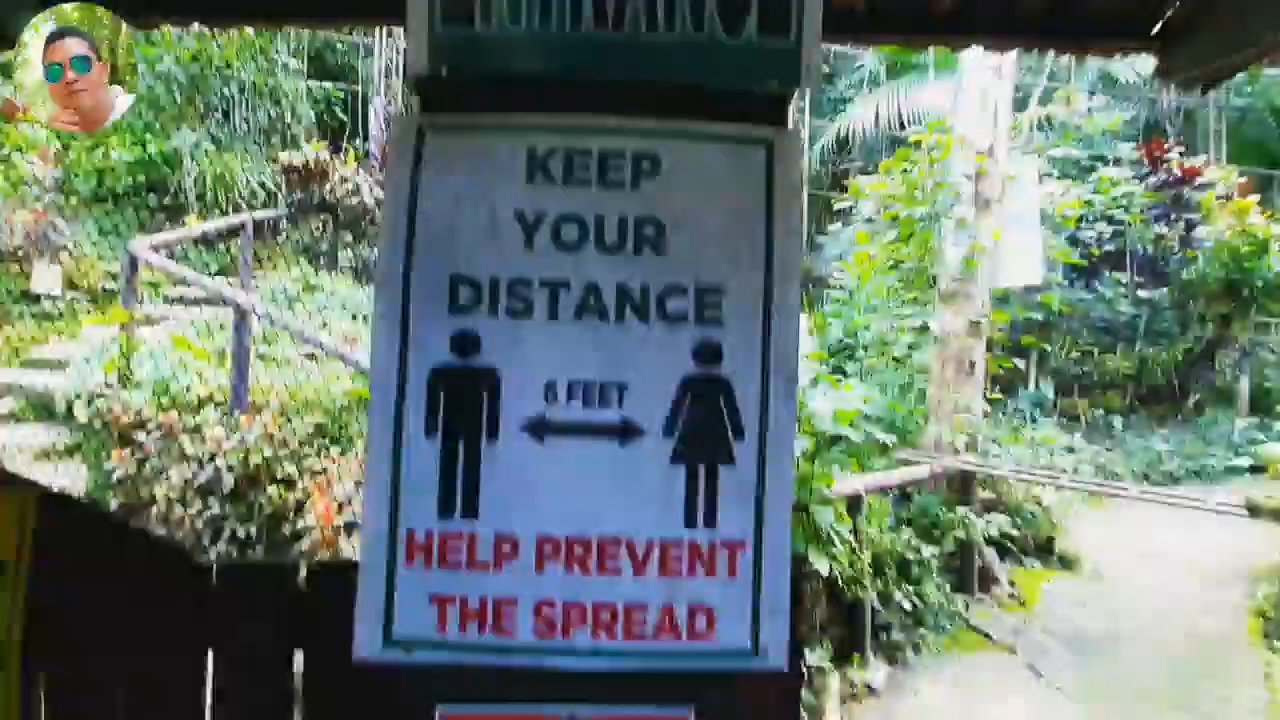 KEEP
YOUR
DISTANCE
6 FEET
HELP PREVENT
THE SPREAD